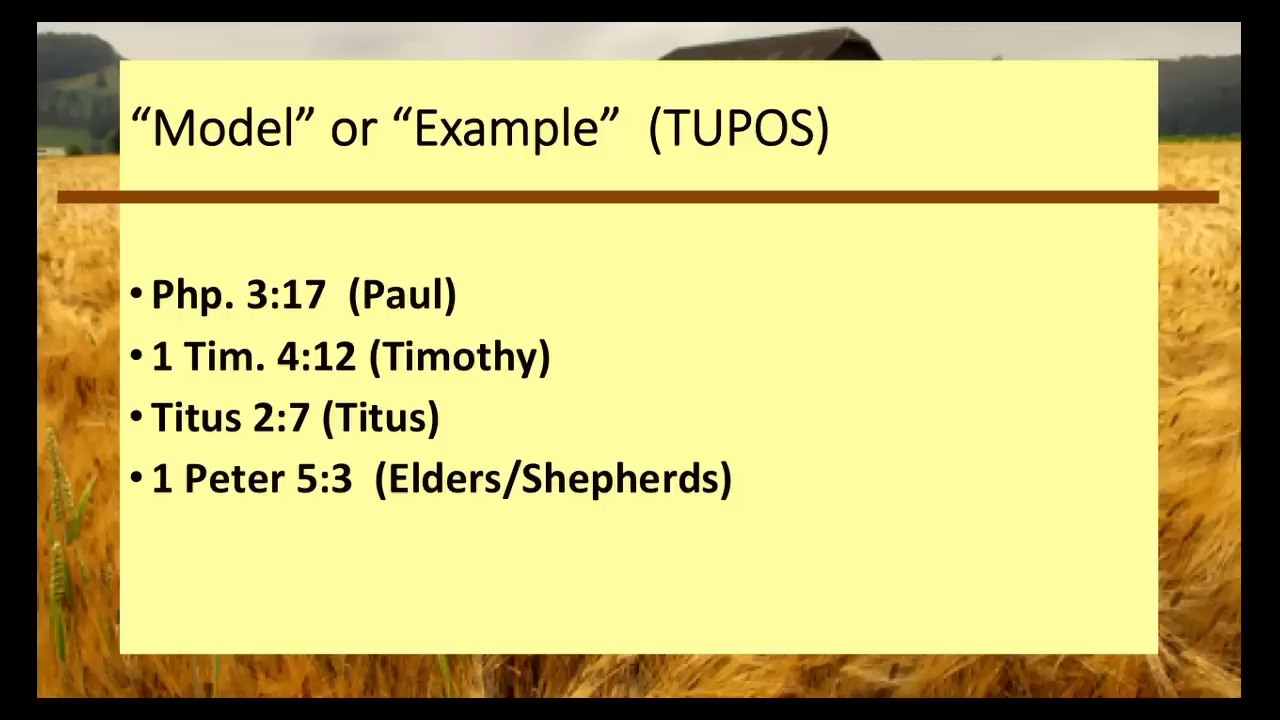 “Model” or “Example”  (TUPOS)
• Php. 3:17  (Paul)
• 1 Tim. 4:12 (Timothy)
• Titus 2:7 (Titus)
• 1 Peter 5:3  (Elders/Shepherds)